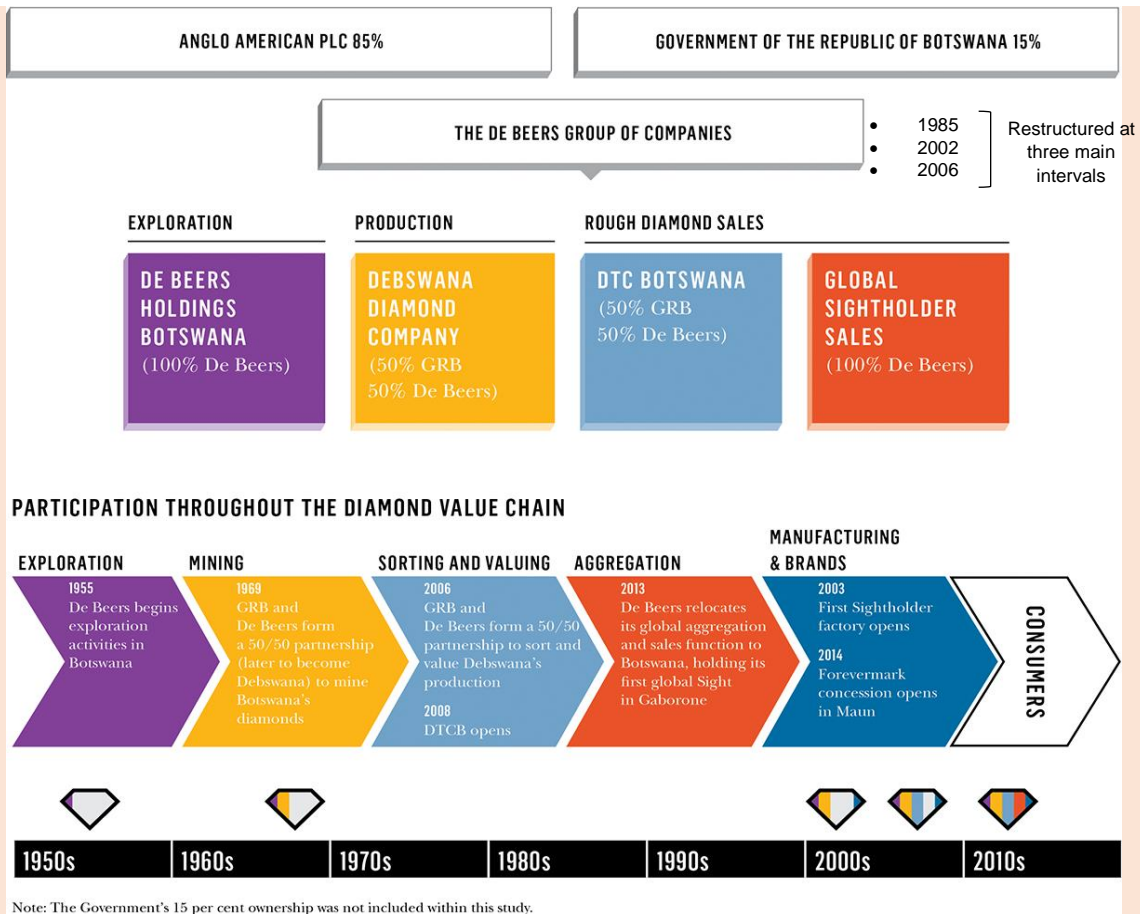 ANGLO AMERICAN PLC 85%
GOVERNMENT OF THE REPUBLIC OF BOTSWANA 15%
THE DE BEERS GROUP OF COMPANIES
• 1985
• 2002
• 2006
Restructured at
three main
intervals
EXPLORATION
DE BEERS
HOLDINGS
BOTSWANA
(100% De Beers)
PRODUCTION
DEBSWANA
DIAMOND
COMPANY
(50% GRB
50% De Beers)
ROUGH DIAMOND SALES
DTC BOTSWANA
(50% GRB
50% De Beers)
GLOBAL
SIGHTHOLDER
SALES
(100% De Beers)
PARTICIPATION THROUGHOUT THE DIAMOND VALUE CHAIN
EXPLORATION
1955
De Beers begins
exploration
activities in
Botswana
MINING
1969
GRB and
De Beers form
a 50/50 partnership
(later to become
Debswana) to mine
Botswana's
diamonds
SORTING AND VALUING
2006
GRB and
De Beers form a 50/50
partnership to sort and
value Debswana's
production
2008
DTCB opens
AGGREGATION
2013
De Beers relocates
its global aggregation
and sales function to
Botswana, holding its
first global Sight
in Gaborone
MANUFACTURING
& BRANDS
2003
First Sightholder
factory opens
2014
Forevermark
concession opens
in Maun
CONSUMERS
1950s
1960s
1970s
1980s
1990s
2000s
2010s
Note: The Government's 15 per cent ownership was not included within this study.